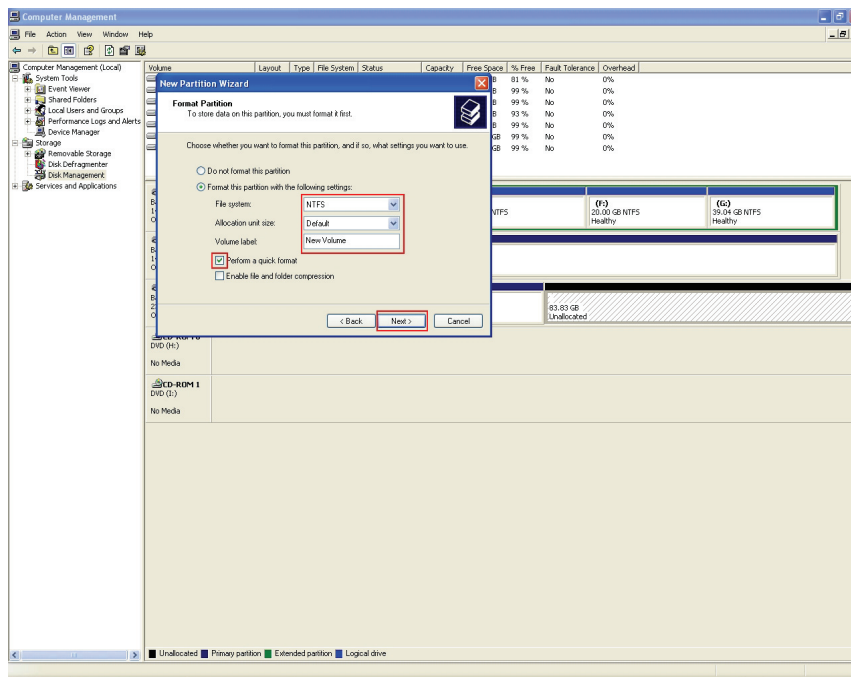 Computer Management
File Action View Window Help
Computer Management (Local)
System Tools
Event Viewer
Shared Folders
Local Users and Groups
Performance Logs and Alerts
Device Manager
Storage
Removable Storage
Disk Defragmenter
Disk Management
Services and Applications
Volume Layout Type File System Status Capacity Free Space % Free Fault Tolerance Overhead
B 81 % No 0%
B 99 % No 0%
B 99 % No 0%
B 93 % No 0%
B 99 % No 0%
GB 99 % No 0%
GB 99 % No 0%
New Partition Wizard
Format Partition
To store data on this partition, you must format it first.
Choose whether you want to format this partition, and if so, what settings you want to use.
Do not format this partition
Format this partition with the following settings:
File system: NTFS
Allocation unit size: Default
Volume label: New Volume
Perform a quick format
Enable file and folder compression
< Back Next > Cancel
NTFS
(F:)
20.00 GB NTFS
Healthy
(G:)
39.04 GB NTFS
Healthy
83.83 GB
Unallocated
DVD (H:)
No Media
CD-ROM 1
DVD (I:)
No Media
Unallocated Primary partition Extended partition Logical drive